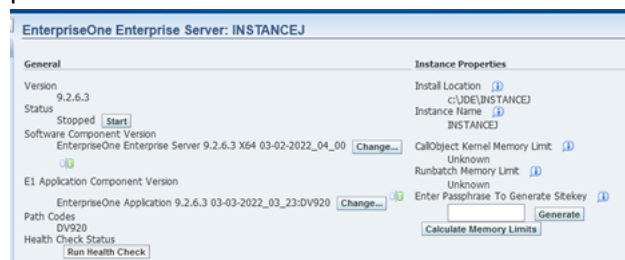 EnterpriseOne Enterprise Server: INSTANCEJ
General
Version
9.2.6.3
Status
Stopped Start
Software Component Version
EnterpriseOne Enterprise Server 9.2.6.3 X64 03-02-2022_04_00 Change...
E1 Application Component Version
EnterpriseOne Application 9.2.6.3 03-03-2022_03_23:DV920 Change...
Path Codes
DV920
Health Check Status
Run Health Check
Instance Properties
Install Location
c:\JDE\INSTANCEJ
Instance Name
INSTANCEJ
CallObject Kernel Memory Limit
Unknown
Runbatch Memory Limit
Unknown
Enter Passphrase To Generate Sitekey
Generate
Calculate Memory Limits